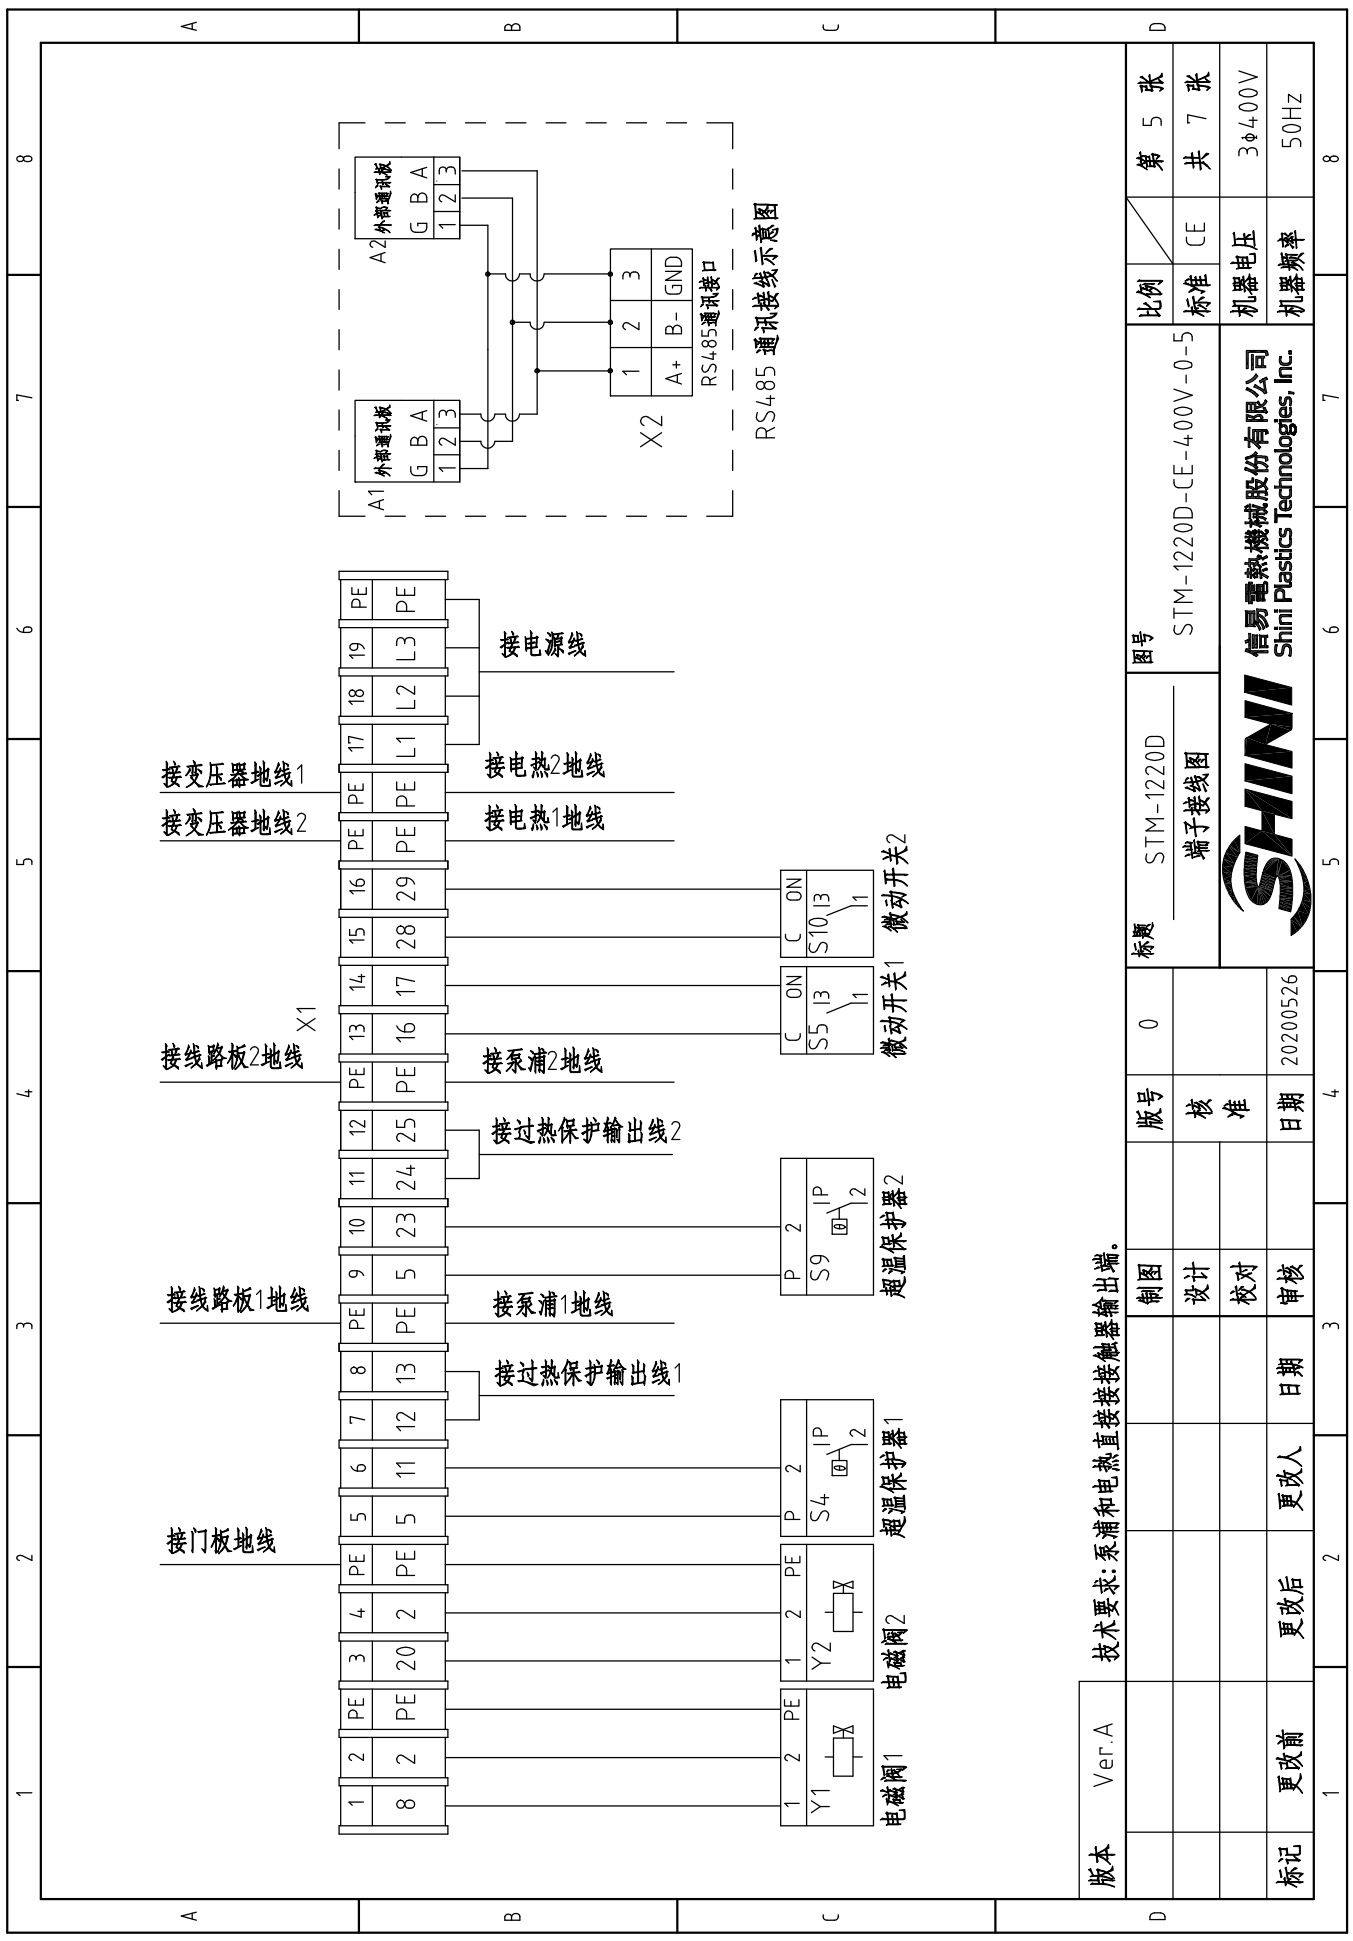 1 2 3 4 5 6 7 8
A
B
C
D
接门板地线
接线路板1地线
接线路板2地线
接变压器地线2
接变压器地线1
X1
1 2 PE 3 4 PE 5 6 7 8 PE 9 10 11 12 PE 13 14 15 16 PE PE 17 18 19 PE
8 2 PE 20 2 PE 5 11 12 13 PE 5 23 24 25 PE 16 17 28 29 PE PE L1 L2 L3 PE
接过热保护输出线1
接泵浦1地线
接过热保护输出线2
接泵浦2地线
接电热1地线
接电热2地线
接电源线
1 2 PE
Y1
电磁阀1
1 2 PE
Y2
电磁阀2
P 2
S4 θ P 2
超温保护器1
P 2
S9 θ P 2
超温保护器2
C ON
S5 3 1
微动开关1
C ON
S10 3 1
微动开关2
A1
外部通讯板
G B A
1 2 3
A2
外部通讯板
G B A
1 2 3
X2
1 2 3
A+ B- GND
RS485通讯接口
RS485 通讯接线示意图
技术要求:泵浦和电热直接接接触器输出端。
版本 Ver.A
标记 更改前 更改后 更改人 日期
制图
设计
校对
审核
版号 0
核准
日期 20200526
标题
STM-1220D
端子接线图
图号
STM-1220D-CE-400V-0-5
SHINI
信易電熱機械股份有限公司
Shini Plastics Technologies, Inc.
比例 第 5 张
标准 CE 共 7 张
机器电压 3Φ400V
机器频率 50Hz
A
B
C
D
1 2 3 4 5 6 7 8